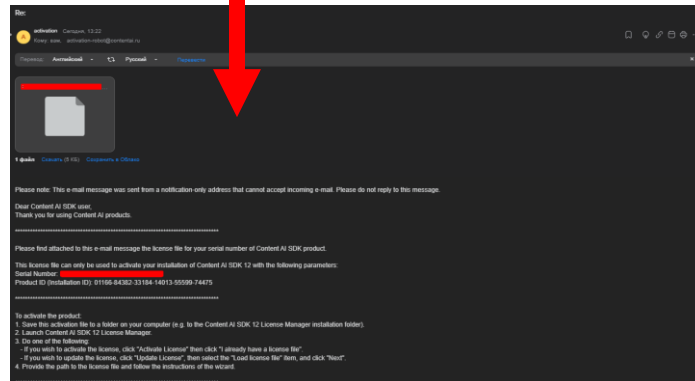 Re:
activation Сегодня, 13:22
Кому: вам, activation-robot@contentai.ru
Перевод: Английский Русский Перевести
1 файл Скачать (5 КБ) Сохранить в Облако
Please note: This e-mail message was sent from a notification-only address that cannot accept incoming e-mail. Please do not reply to this message.
Dear Content AI SDK user,
Thank you for using Content AI products.
Please find attached to this e-mail message the license file for your serial number of Content AI SDK product.
This license file can only be used to activate your installation of Content AI SDK 12 with the following parameters:
Serial Number:
Product ID (Installation ID): 01166-84382-33184-14013-55599-74475
To activate the product:
1. Save this activation file to a folder on your computer (e.g. to the Content AI SDK 12 License Manager installation folder).
2. Launch Content AI SDK 12 License Manager.
3. Do one of the following:
- If you wish to activate the license, click "Activate License" then click "I already have a license file".
- If you wish to update the license, click "Update License", then select the "Load license file" item, and click "Next".
4. Provide the path to the license file and follow the instructions of the wizard.